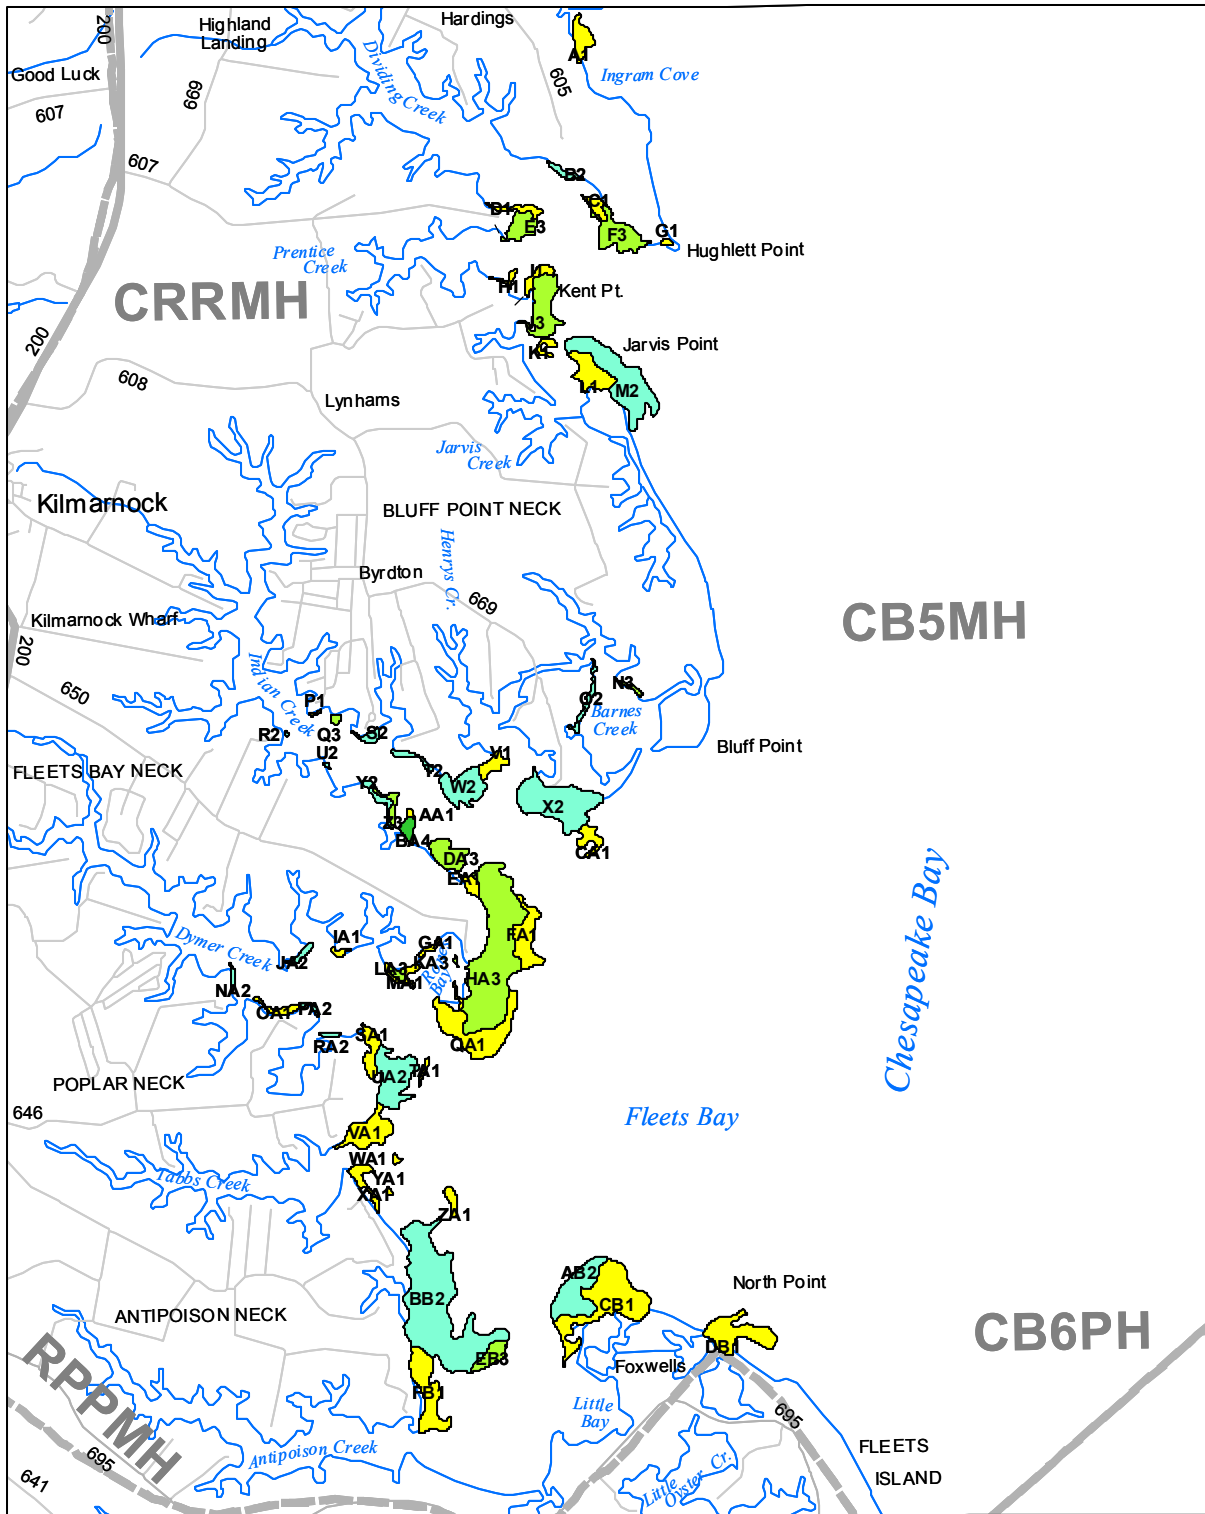 200
Highland
Landing
Hardings
A1
Ingram Cove
605
Good Luck
607
699
Dividing Creek
607
B2
D1
E3
C1
F3
G1
Hughlett Point
Prentice
Creek
H1
Kent Pt.
CRRMH
J3
K1
Jarvis Point
L1
M2
200
608
Lynhams
Jarvis
Creek
Kilmarnock
BLUFF POINT NECK
Henrys Cr.
Byrdton
669
CB5MH
Kilmarnock Wharf
200
650
Indian Creek
P1
Q3
R2
S2
U2
N3
O2
Barnes
Creek
Bluff Point
FLEETS BAY NECK
Y2
T2
V1
W2
X2
Z3
AA1
BA4
CA1
DA3
EA1
FA1
Dymer Creek
IA1
JA2
GA1
KA3
LA3
MA1
Bay
HA3
NA2
OA1
PA2
RA2
SA1
QA1
UA2
TA1
POPLAR NECK
646
Chesapeake Bay
Fleets Bay
VA1
WA1
YA1
XA1
Tabbs Creek
ZA1
AB2
CB1
North Point
BB2
ANTIPOISON NECK
CB6PH
DB1
EB3
Foxwells
FB1
RPPMH
Little
Bay
695
Antipoison Creek
695
FLEETS
ISLAND
641
Little
Oyster Cr.